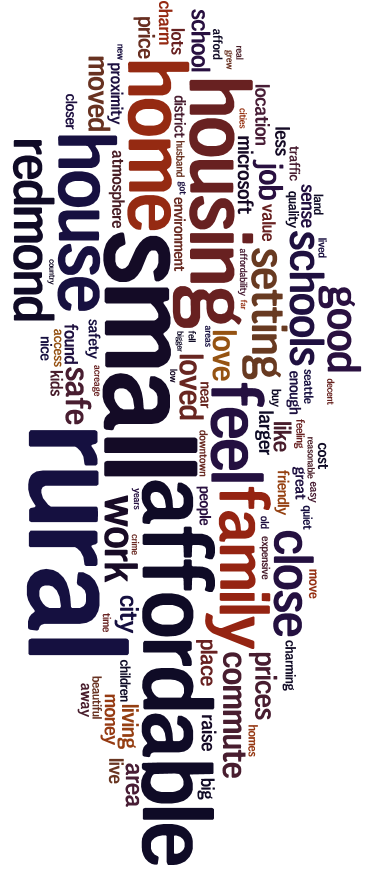 small
affordable
rural
housing
home
house
feel
family
redmond
schools
good
setting
close
work
safe
city
commute
prices
love
loved
job
school
moved
price
charm
lots
afford
real
grew
new
proximity
closer
district
husband
got
environment
atmosphere
microsoft
cities
location
less
traffic
value
sense
quality
land
lived
affordability
far
country
safety
found
access
nice
kids
acreage
areas
fell
bigger
low
near
larger
buy
like
enough
seattle
decent
feeling
reasonable
easy
cost
great
quiet
friendly
old
expensive
downtown
people
years
crime
time
move
charming
homes
place
raise
big
children
living
money
beautiful
away
area
live